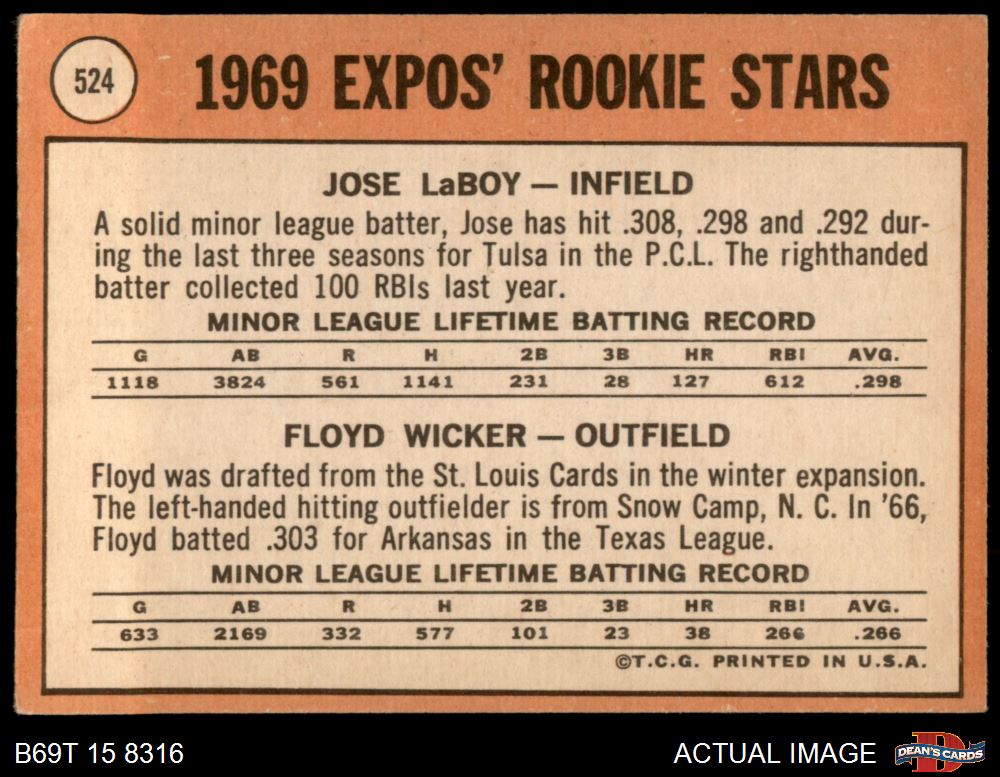 524
1969 EXPOS' ROOKIE STARS
JOSE LaBOY — INFIELD
A solid minor league batter, Jose has hit .308, .298 and .292 dur-
ing the last three seasons for Tulsa in the P.C.L. The righthanded
batter collected 100 RBIs last year.
MINOR LEAGUE LIFETIME BATTING RECORD
G AB R H 2B 3B HR RBI AVG.
1118 3824 561 1141 231 28 127 612 .298
FLOYD WICKER — OUTFIELD
Floyd was drafted from the St. Louis Cards in the winter expansion.
The left-handed hitting outfielder is from Snow Camp, N. C. In '66,
Floyd batted .303 for Arkansas in the Texas League.
MINOR LEAGUE LIFETIME BATTING RECORD
G AB R H 2B 3B HR RBI AVG.
633 2169 332 577 101 23 38 266 .266
©T.C.G. PRINTED IN U.S.A.
B69T 15 8316
ACTUAL IMAGE
D
DEAN'S CARDS